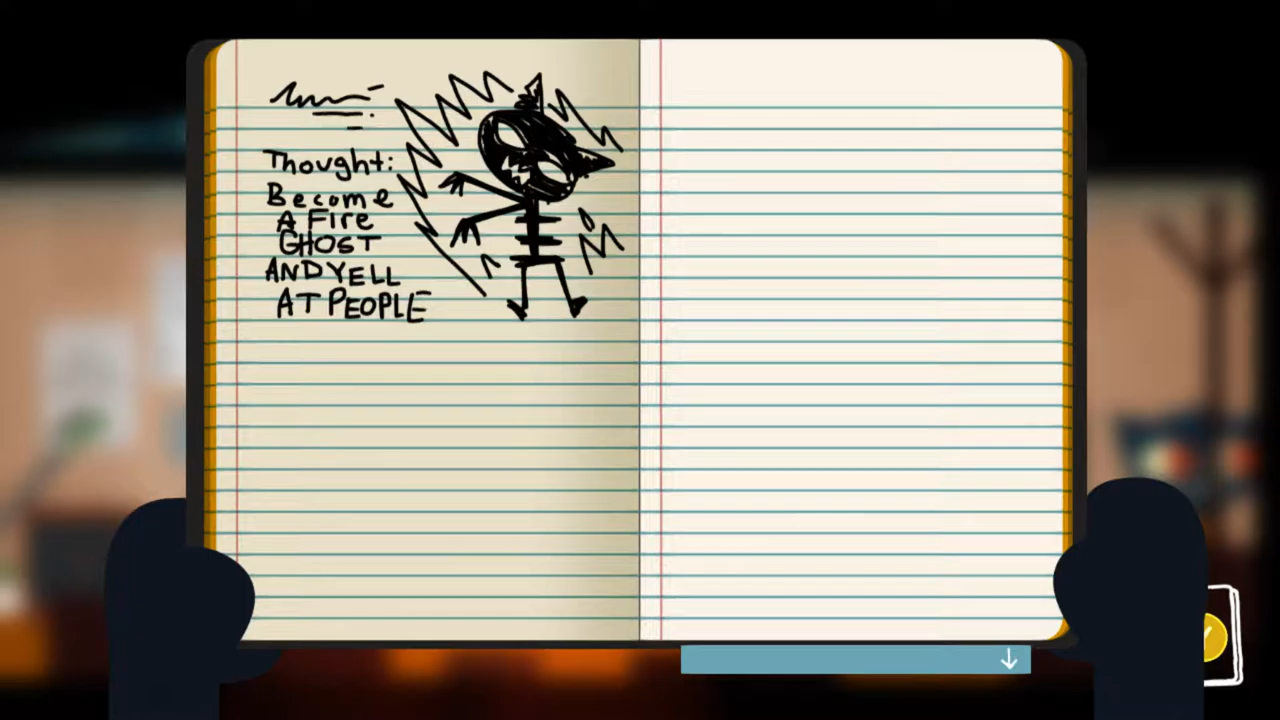 Thought:
Become
A Fire
GHOST
AND YELL
AT PEOPLE